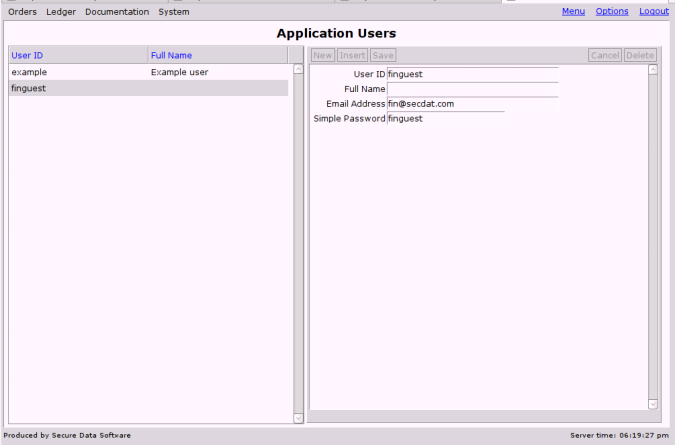 Orders Ledger Documentation System Menu Options Logout
Application Users
User ID Full Name
New Insert Save Cancel Delete
example Example user
finguest
User ID finguest
Full Name
Email Address fin@secdat.com
Simple Password finguest
Produced by Secure Data Software Server time: 06:19:27 pm